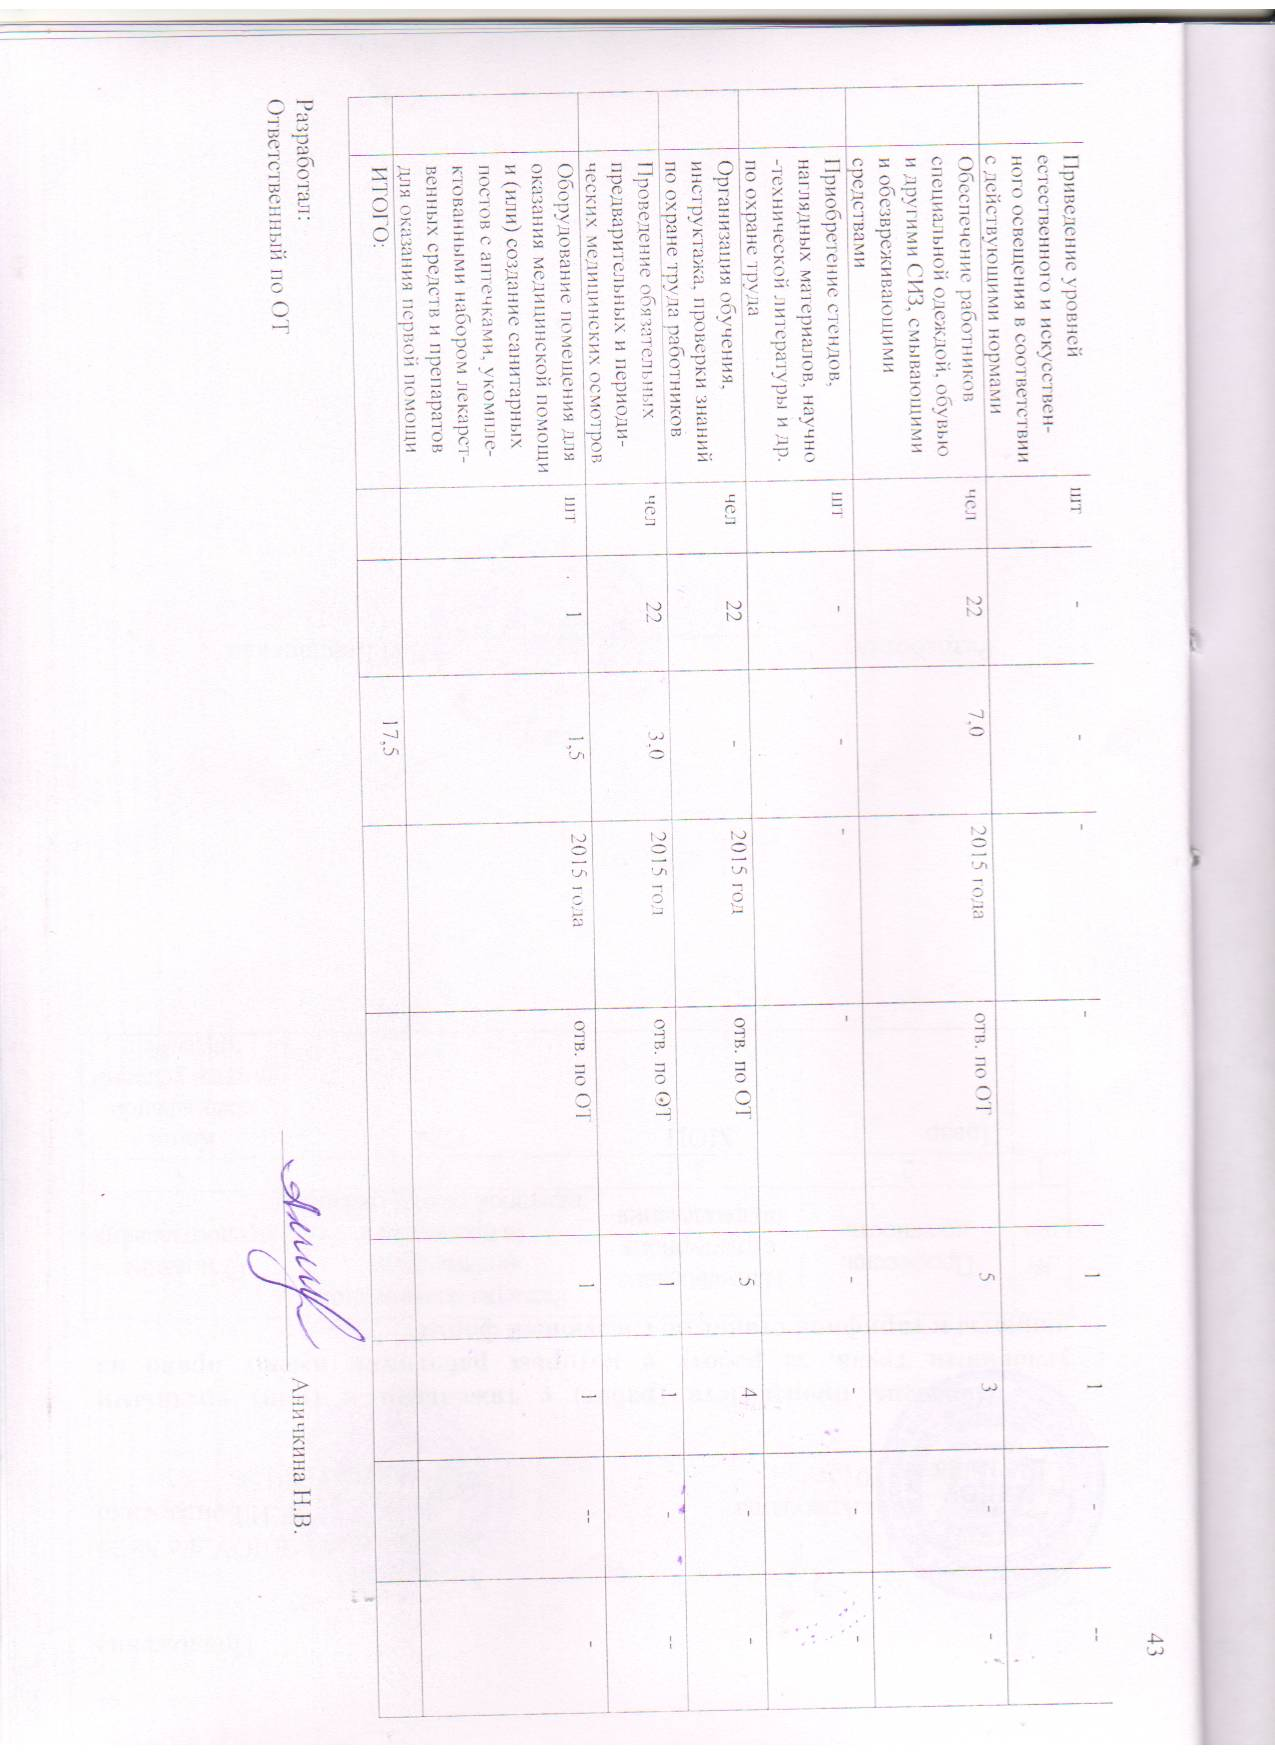 43
Приведение уровней шт - - - - 1 1 - --
естественного и искусствен-
ного освещения в соответствии
с действующими нормами
Обеспечение работников чел 22 7,0 2015 года отв. по ОТ 5 3 - -
специальной одеждой, обувью
и другими СИЗ, смывающими
и обезвреживающими
средствами
Приобретение стендов, шт - - - - - - -
наглядных материалов, научно
-технической литературы и др.
по охране труда
Организация обучения, чел 22 - 2015 год отв. по ОТ 5 4 - -
инструктажа, проверки знаний
по охране труда работников
Проведение обязательных чел 22 3,0 2015 год отв. по ОТ 1 1 - --
предварительных и периоди-
ческих медицинских осмотров
Оборудование помещения для шт 1 1,5 2015 года отв. по ОТ 1 1 -- -
оказания медицинской помощи
и (или) создание санитарных
постов с аптечками, укомпле-
ктованными набором лекарст-
венных средств и препаратов
для оказания первой помощи
ИТОГО: 17,5
Разработал:
Ответственный по ОТ Аничкина Н.В.